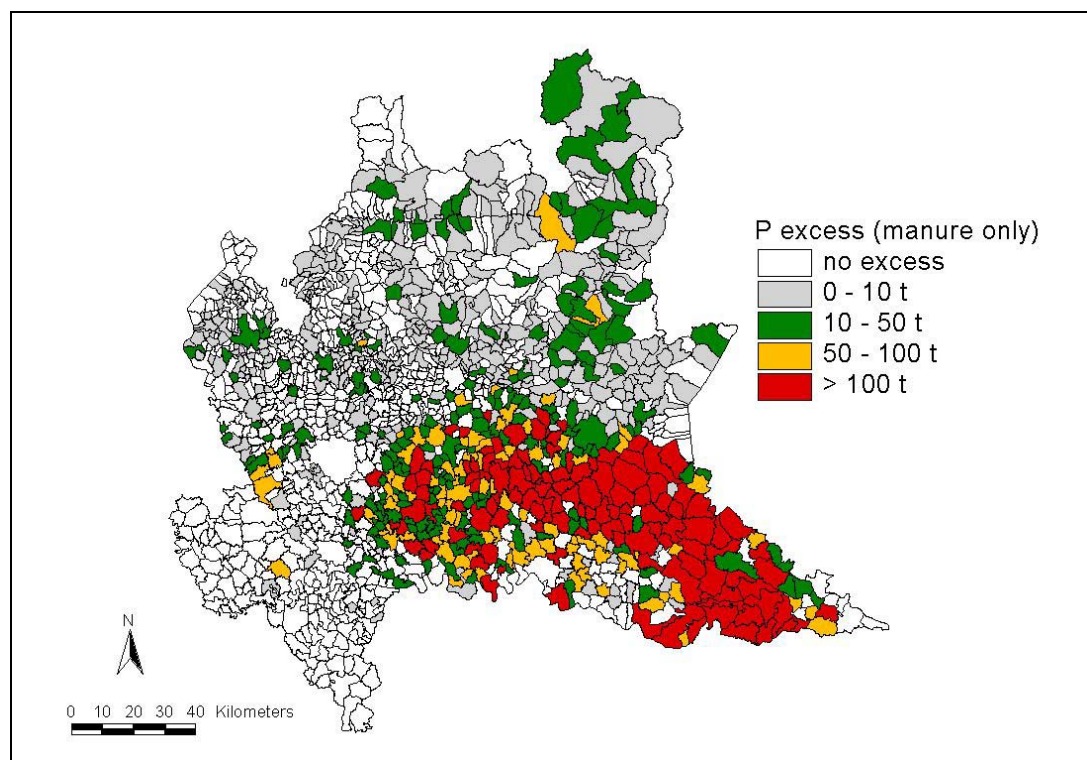 P excess (manure only)
no excess
0 - 10 t
10 - 50 t
50 - 100 t
> 100 t
N
0 10 20 30 40 Kilometers